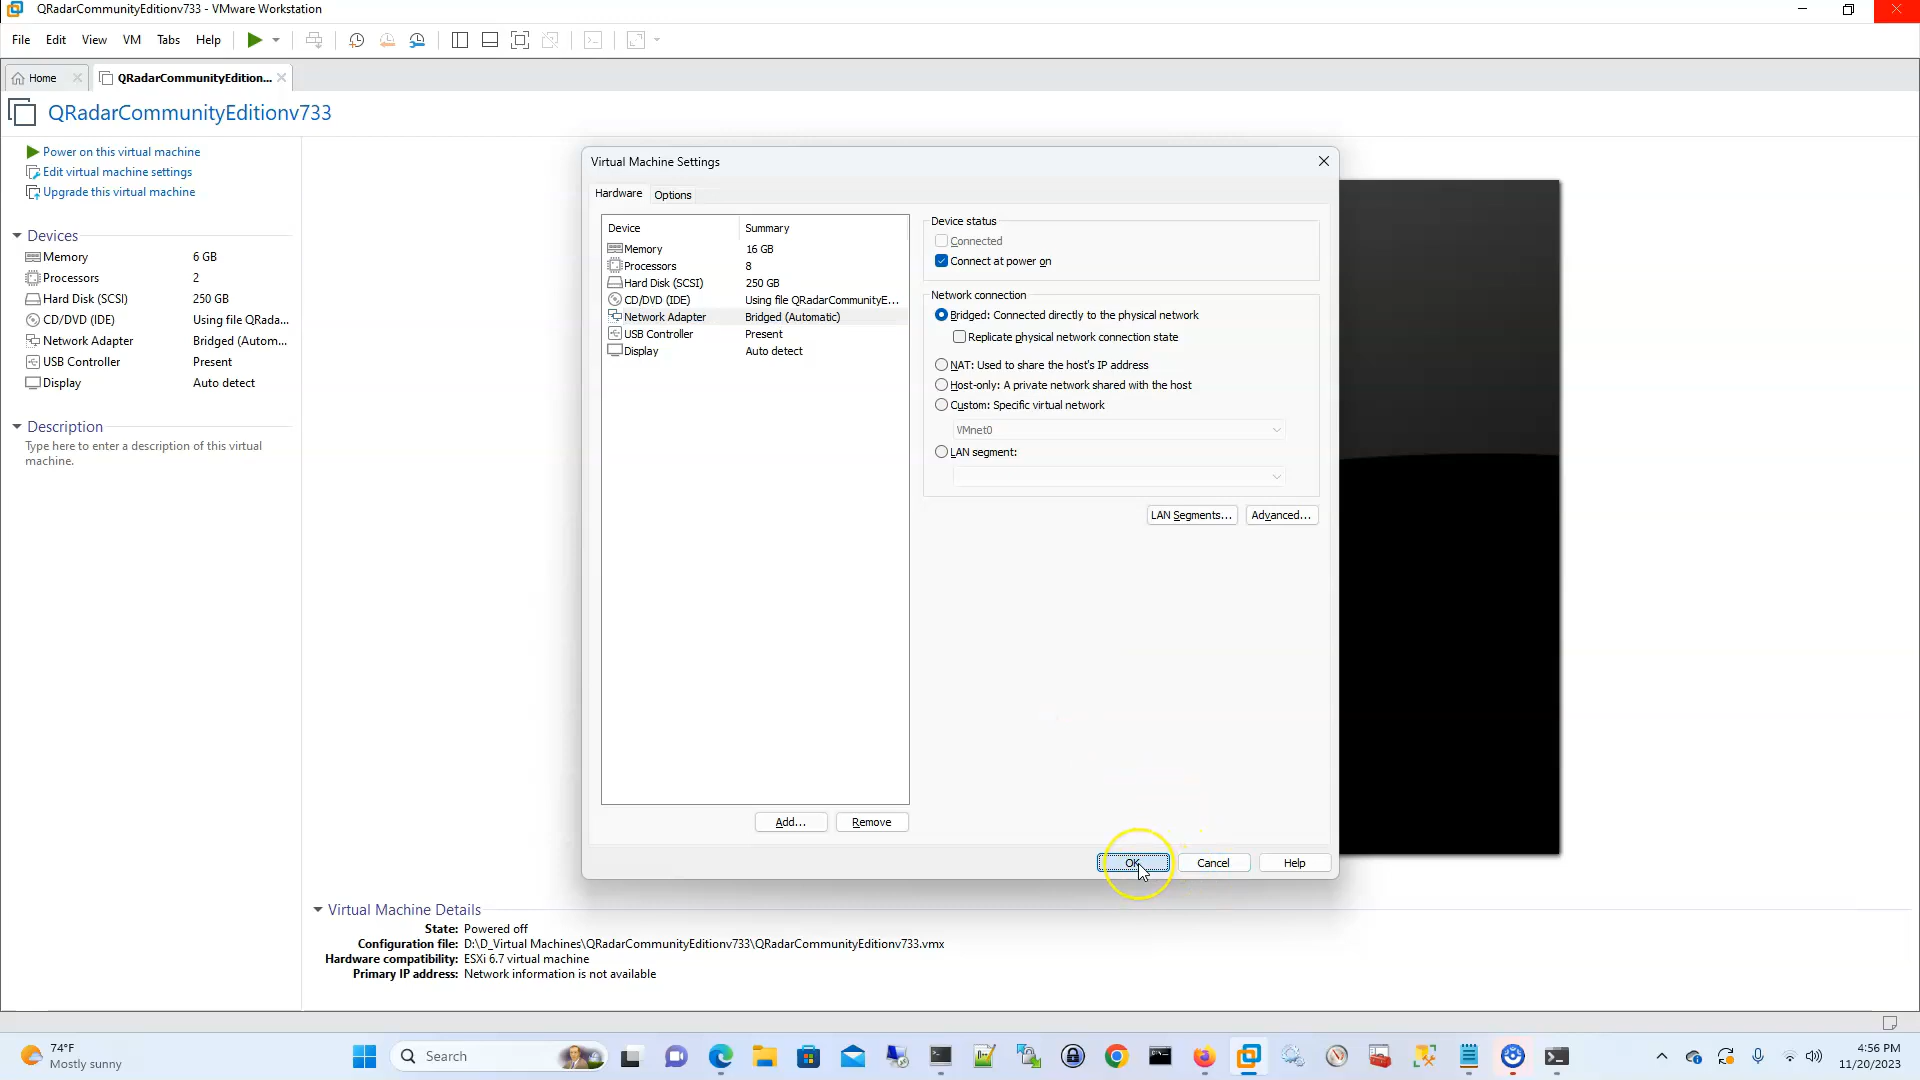 QRadarCommunityEditionv733 - VMware Workstation
File Edit View VM Tabs Help
Home QRadarCommunityEdition...
QRadarCommunityEditionv733
Power on this virtual machine
Edit virtual machine settings
Upgrade this virtual machine
Devices
Memory 6 GB
Processors 2
Hard Disk (SCSI) 250 GB
CD/DVD (IDE) Using file QRada...
Network Adapter Bridged (Autom...
USB Controller Present
Display Auto detect
Description
Type here to enter a description of this virtual
machine.
Virtual Machine Settings
Hardware Options
Device Summary
Memory 16 GB
Processors 8
Hard Disk (SCSI) 250 GB
CD/DVD (IDE) Using file QRadarCommunityE...
Network Adapter Bridged (Automatic)
USB Controller Present
Display Auto detect
Add... Remove
Device status
Connected
Connect at power on
Network connection
Bridged: Connected directly to the physical network
Replicate physical network connection state
NAT: Used to share the host's IP address
Host-only: A private network shared with the host
Custom: Specific virtual network
VMnet0
LAN segment:
LAN Segments... Advanced...
OK Cancel Help
Virtual Machine Details
State: Powered off
Configuration file: D:\D_Virtual Machines\QRadarCommunityEditionv733\QRadarCommunityEditionv733.vmx
Hardware compatibility: ESXi 6.7 virtual machine
Primary IP address: Network information is not available
74°F
Mostly sunny
Search
4:56 PM
11/20/2023